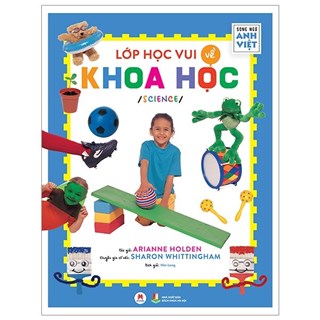 SONG NGỮ
ANH VIỆT
LỚP HỌC VUI VỀ
KHOA HỌC
/SCIENCE/
Tác giả: ARIANNE HOLDEN
Chuyên gia cố vấn: SHARON WHITTINGHAM